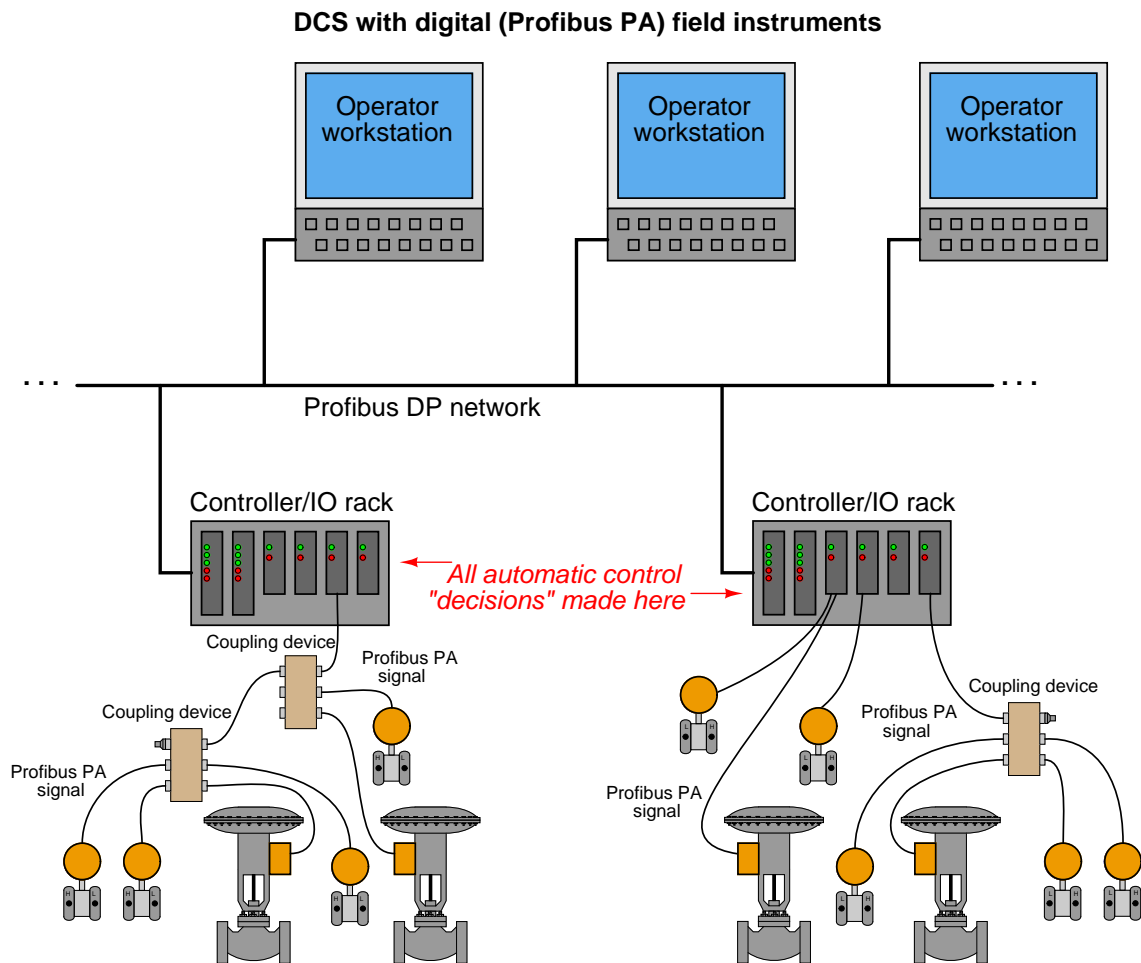 DCS with digital (Profibus PA) field instruments
Operator
workstation
Operator
workstation
Operator
workstation
. . .
. . .
Profibus DP network
Controller/IO rack
Controller/IO rack
All automatic control
"decisions" made here
Coupling device
Profibus PA
signal
Coupling device
Profibus PA
signal
H L
H L
H L
H L
Coupling device
Profibus PA
signal
Profibus PA
signal
L H
L H
L H
L H
L H